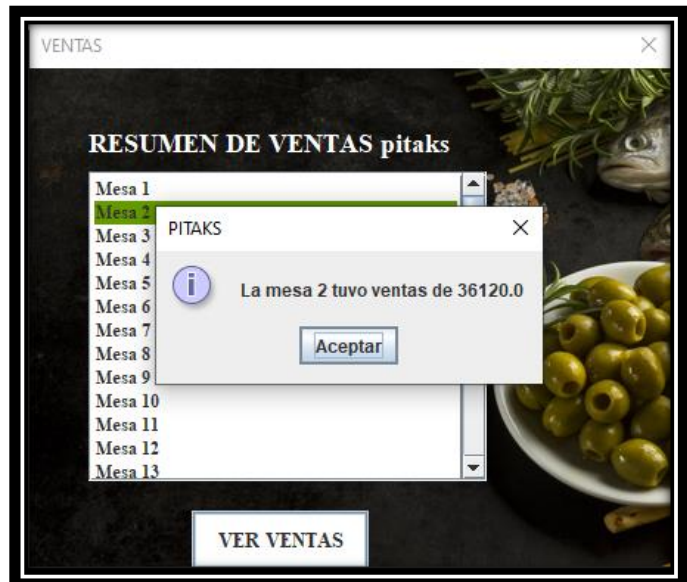 VENTAS
RESUMEN DE VENTAS pitaks
Mesa 1
Mesa 2
Mesa 3
Mesa 4
Mesa 5
Mesa 6
Mesa 7
Mesa 8
Mesa 9
Mesa 10
Mesa 11
Mesa 12
Mesa 13
PITAKS
La mesa 2 tuvo ventas de 36120.0
Aceptar
VER VENTAS